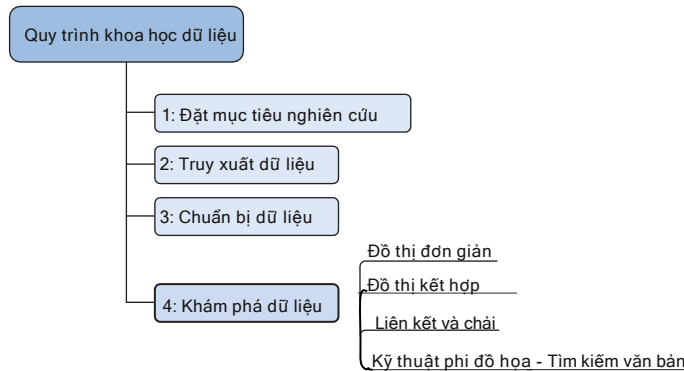 Quy trình khoa học dữ liệu
1: Đặt mục tiêu nghiên cứu
2: Truy xuất dữ liệu
3: Chuẩn bị dữ liệu
4: Khám phá dữ liệu
Đồ thị đơn giản
Đồ thị kết hợp
Liên kết và chải
Kỹ thuật phi đồ họa - Tìm kiếm văn bản